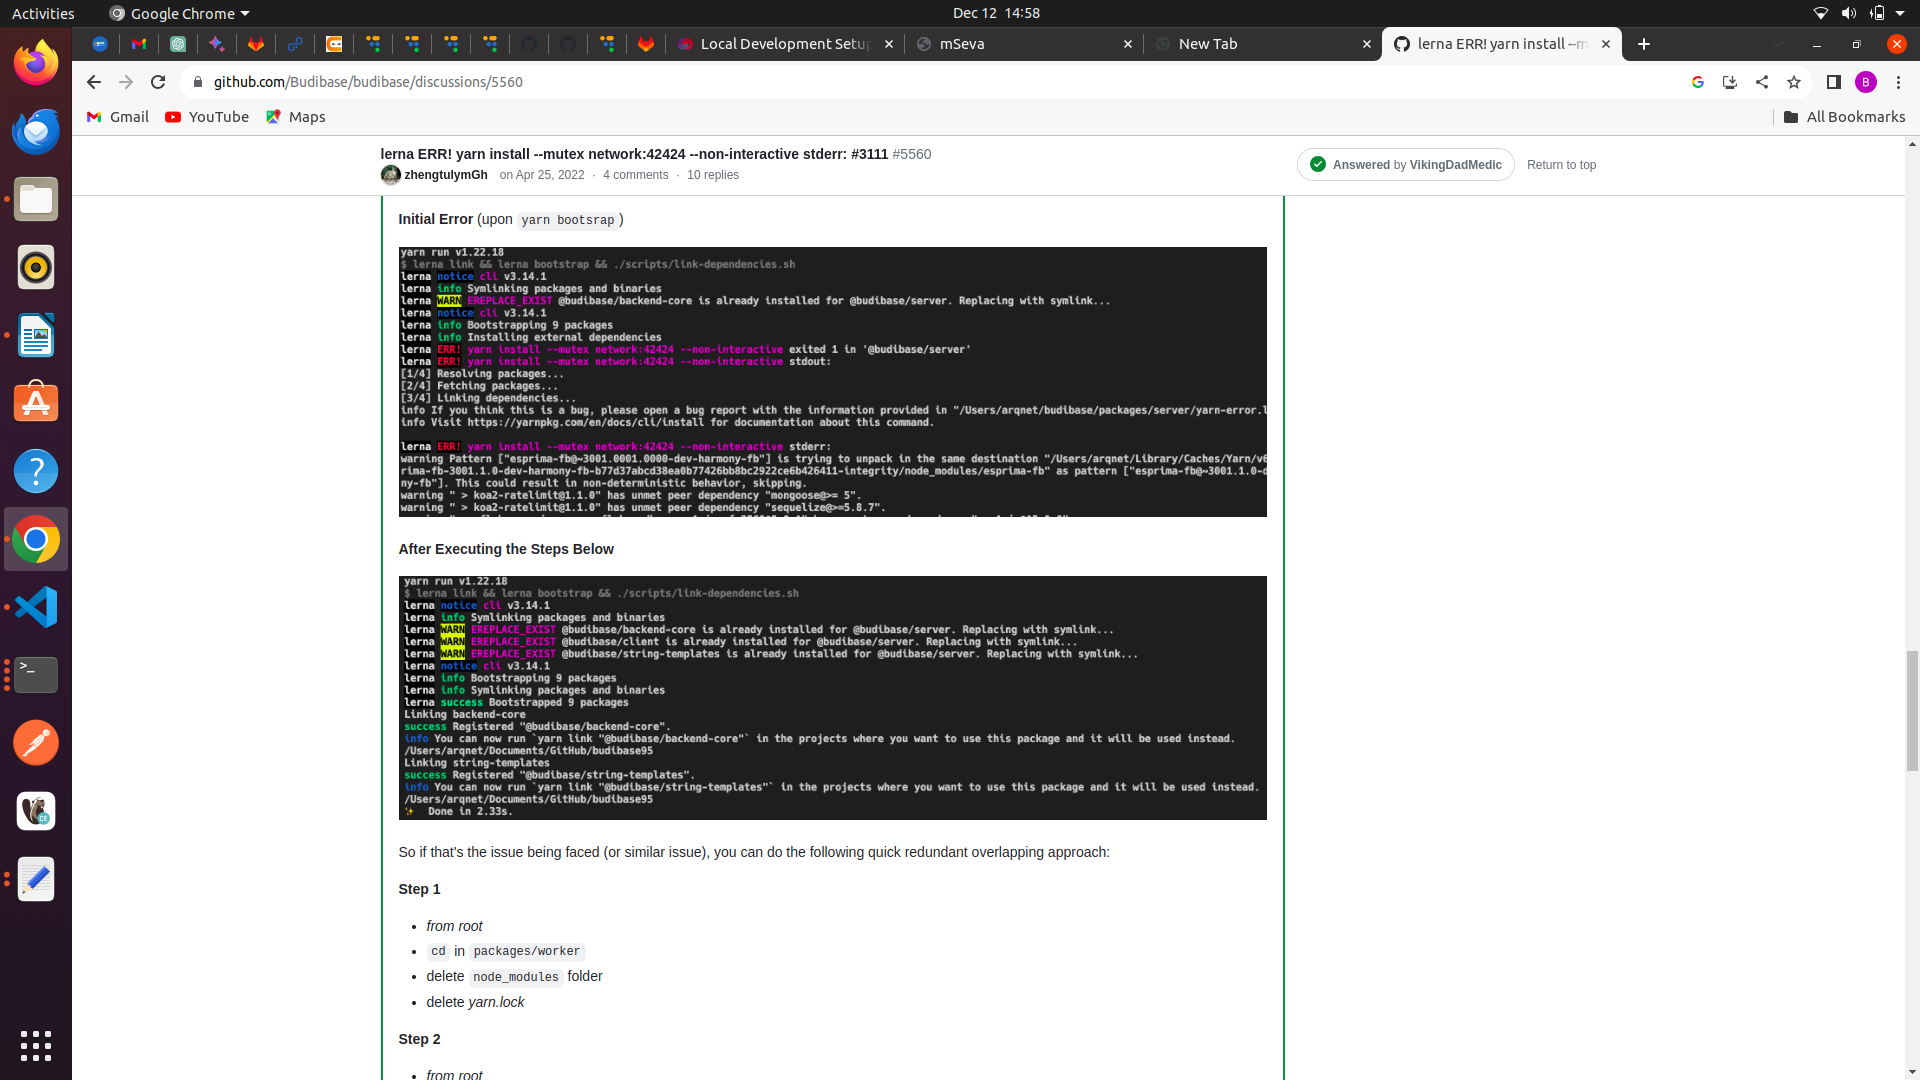 Activities
Google Chrome
Dec 12 14:58
Local Development Setup
mSeva
New Tab
lerna ERR! yarn install --m
github.com/Budibase/budibase/discussions/5560
B
Gmail
YouTube
Maps
All Bookmarks
lerna ERR! yarn install --mutex network:42424 --non-interactive stderr: #3111 #5560
zhengtulymGh on Apr 25, 2022 · 4 comments · 10 replies
Answered by VikingDadMedic
Return to top
Initial Error (upon yarn bootsrap )
yarn run v1.22.18
$ lerna link && lerna bootstrap && ./scripts/link-dependencies.sh
lerna notice cli v3.14.1
lerna info Symlinking packages and binaries
lerna WARN EREPLACE_EXIST @budibase/backend-core is already installed for @budibase/server. Replacing with symlink...
lerna notice cli v3.14.1
lerna info Bootstrapping 9 packages
lerna info Installing external dependencies
lerna ERR! yarn install --mutex network:42424 --non-interactive exited 1 in '@budibase/server'
lerna ERR! yarn install --mutex network:42424 --non-interactive stdout:
[1/4] Resolving packages...
[2/4] Fetching packages...
[3/4] Linking dependencies...
info If you think this is a bug, please open a bug report with the information provided in "/Users/arqnet/budibase/packages/server/yarn-error.l
info Visit https://yarnpkg.com/en/docs/cli/install for documentation about this command.
lerna ERR! yarn install --mutex network:42424 --non-interactive stderr:
warning Pattern ["esprima-fb@~3001.0001.0000-dev-harmony-fb"] is trying to unpack in the same destination "/Users/arqnet/Library/Caches/Yarn/v6
rima-fb-3001.1.0-dev-harmony-fb-b77d37abcd38ea0b77426bb8bc2922ce6b426411-integrity/node_modules/esprima-fb" as pattern ["esprima-fb@~3001.1.0-d
ny-fb"]. This could result in non-deterministic behavior, skipping.
warning " > koa2-ratelimit@1.1.0" has unmet peer dependency "mongoose@>= 5".
warning " > koa2-ratelimit@1.1.0" has unmet peer dependency "sequelize@>=5.8.7".
After Executing the Steps Below
yarn run v1.22.18
$ lerna link && lerna bootstrap && ./scripts/link-dependencies.sh
lerna notice cli v3.14.1
lerna info Symlinking packages and binaries
lerna WARN EREPLACE_EXIST @budibase/backend-core is already installed for @budibase/server. Replacing with symlink...
lerna WARN EREPLACE_EXIST @budibase/client is already installed for @budibase/server. Replacing with symlink...
lerna WARN EREPLACE_EXIST @budibase/string-templates is already installed for @budibase/server. Replacing with symlink...
lerna notice cli v3.14.1
lerna info Bootstrapping 9 packages
lerna info Symlinking packages and binaries
lerna success Bootstrapped 9 packages
Linking backend-core
success Registered "@budibase/backend-core".
info You can now run `yarn link "@budibase/backend-core"` in the projects where you want to use this package and it will be used instead.
/Users/arqnet/Documents/GitHub/budibase95
Linking string-templates
success Registered "@budibase/string-templates".
info You can now run `yarn link "@budibase/string-templates"` in the projects where you want to use this package and it will be used instead.
/Users/arqnet/Documents/GitHub/budibase95
✨ Done in 2.33s.
So if that's the issue being faced (or similar issue), you can do the following quick redundant overlapping approach:
Step 1
• from root
• cd in packages/worker
• delete node_modules folder
• delete yarn.lock
Step 2
• from root